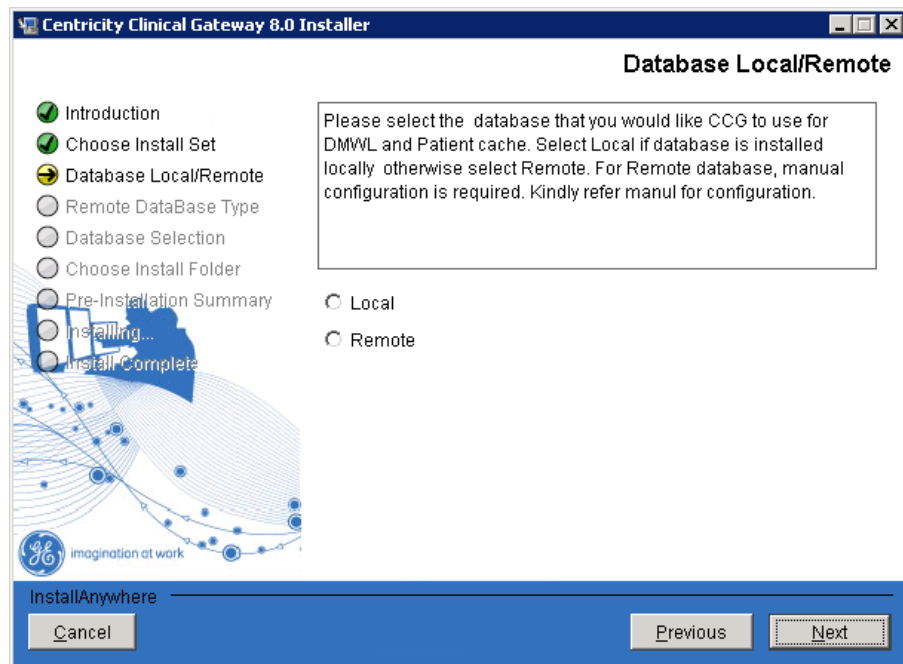 Centricity Clinical Gateway 8.0 Installer
Database Local/Remote
Introduction
Choose Install Set
Database Local/Remote
Remote DataBase Type
Database Selection
Choose Install Folder
Pre-Installation Summary
Installing...
Install Complete
Please select the database that you would like CCG to use for
DMWL and Patient cache. Select Local if database is installed
locally otherwise select Remote. For Remote database, manual
configuration is required. Kindly refer manul for configuration.
Local
Remote
GE imagination at work
InstallAnywhere
Cancel
Previous
Next